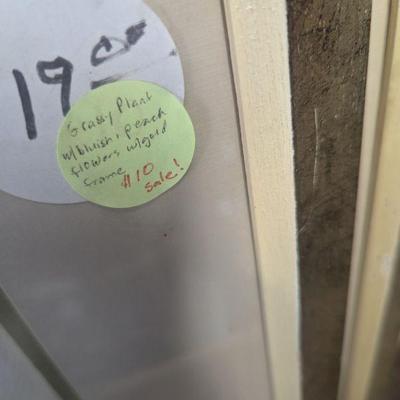 19
Grassy Plant
w/bluish, peach
flowers w/gold
frame
$10
Sale!